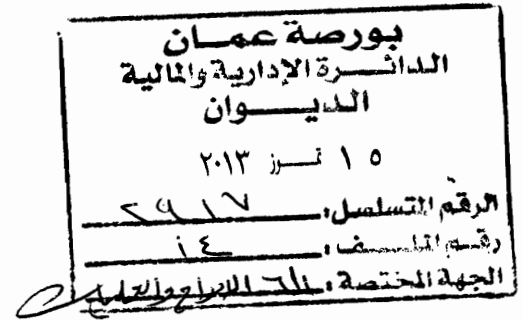 بورصة عمان
الدائرة الإدارية والمالية
الديوان
١٥ تموز ٢٠١٣
الرقم المتسلسل: ٢٩١٧
رقم الملف: ١٤
الجهة المختصة: